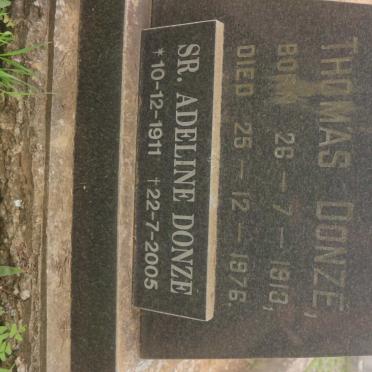 THOMAS DONZÉ,
BORN 26-7-1913,
DIED 25-12-1976.
SR. ADELINE DONZE
*10-12-1911 †22-7-2005